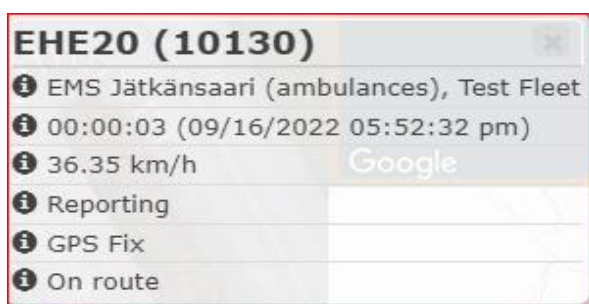 EHE20 (10130)
EMS Jätkänsaari (ambulances), Test Fleet
00:00:03 (09/16/2022 05:52:32 pm)
36.35 km/h
Google
Reporting
GPS Fix
On route